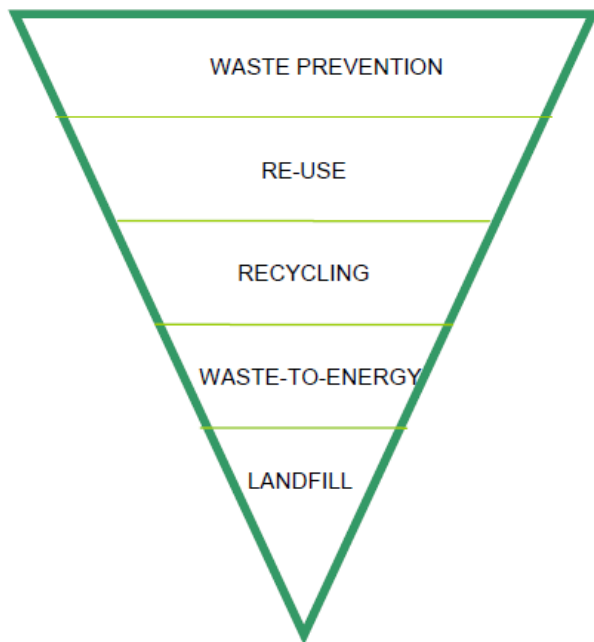 WASTE PREVENTION
RE-USE
RECYCLING
WASTE-TO-ENERGY
LANDFILL